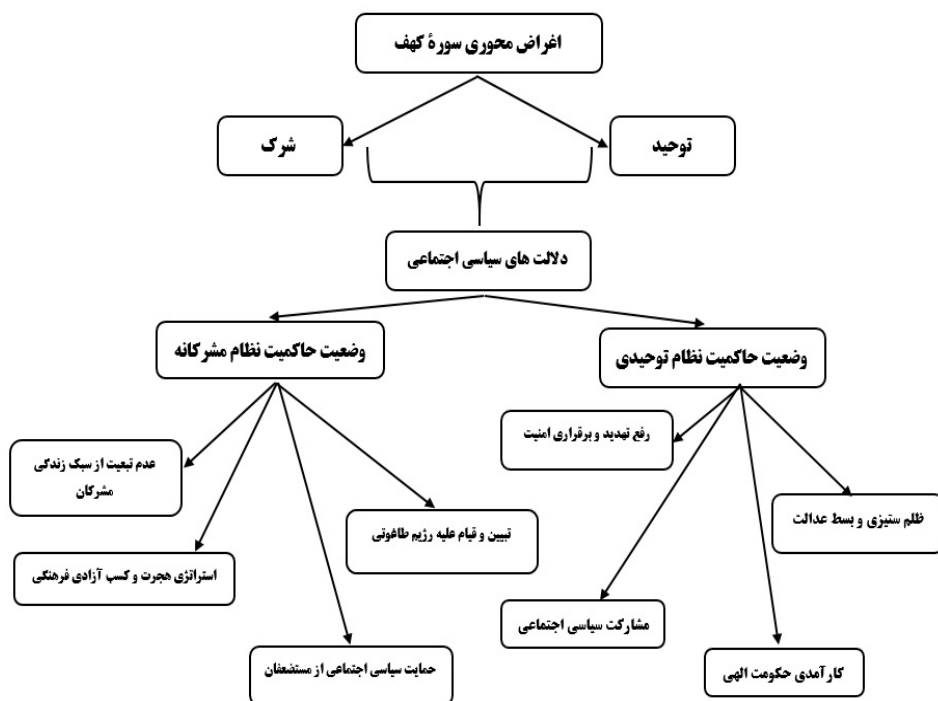 اغراض محوری سورهٔ کهف
توحید
شرک
دلالت های سیاسی اجتماعی
وضعیت حاکمیت نظام توحیدی
وضعیت حاکمیت نظام مشرکانه
رفع تهدید و برقراری امنیت
ظلم ستیزی و بسط عدالت
مشارکت سیاسی اجتماعی
کارآمدی حکومت الهی
عدم تبعیت از سبک زندگی
مشرکان
تبیین و قیام علیه رژیم طاغوتی
استراتژی هجرت و کسب آزادی فرهنگی
حمایت سیاسی اجتماعی از مستضعفان